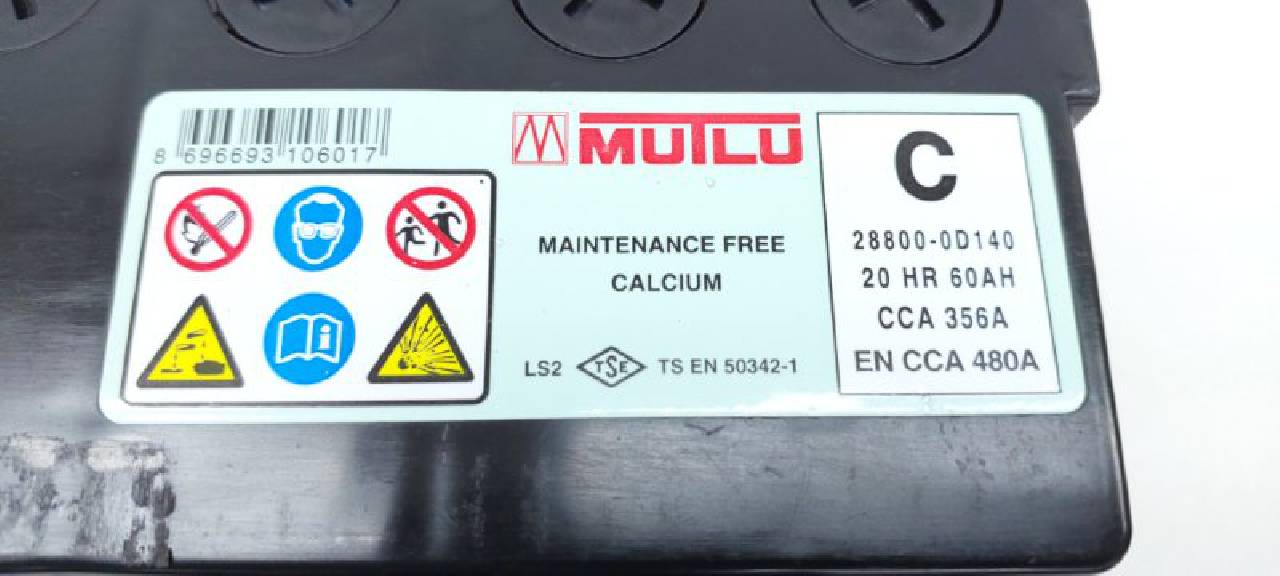 8 696693 106017
MUTLU
MAINTENANCE FREE
CALCIUM
LS2 TSE TS EN 50342-1
C
28800-0D140
20 HR 60AH
CCA 356A
EN CCA 480A